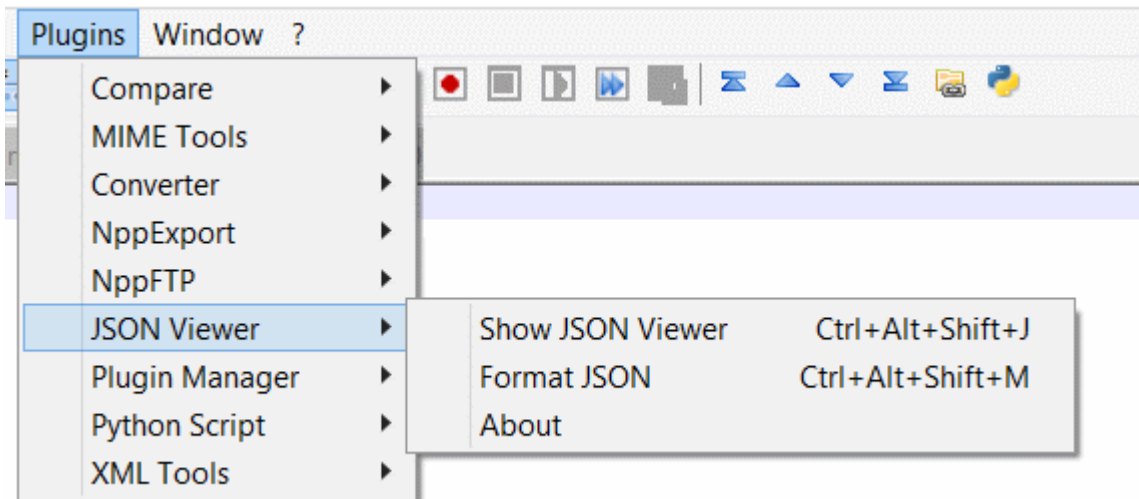 Plugins Window ?
Compare
MIME Tools
Converter
NppExport
NppFTP
JSON Viewer
Show JSON Viewer Ctrl+Alt+Shift+J
Plugin Manager
Format JSON Ctrl+Alt+Shift+M
Python Script
About
XML Tools